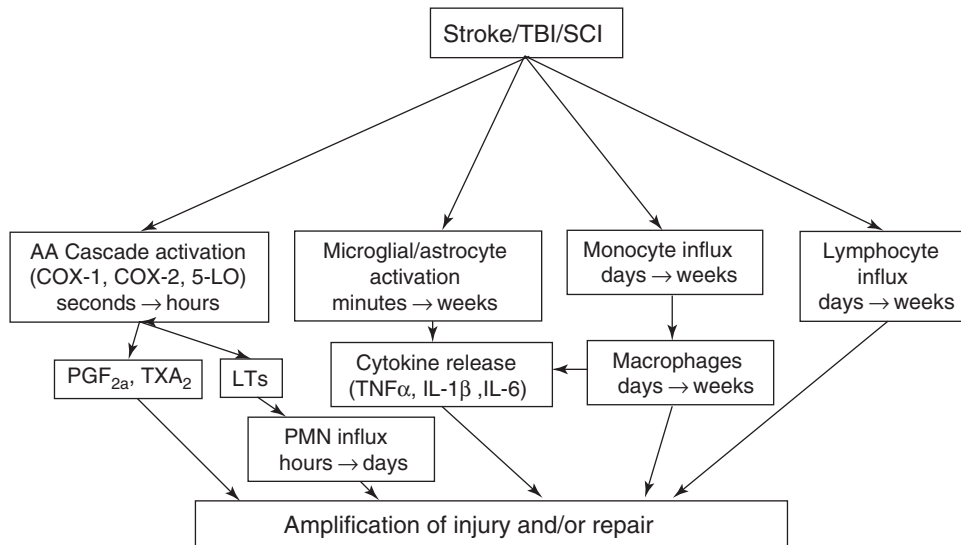 Stroke/TBI/SCI
AA Cascade activation
(COX-1, COX-2, 5-LO)
seconds → hours
Microglial/astrocyte
activation
minutes → weeks
Monocyte influx
days → weeks
Lymphocyte
influx
days → weeks
PGF₂ₐ, TXA₂
LTs
Cytokine release
(TNFα, IL-1β ,IL-6)
Macrophages
days → weeks
PMN influx
hours → days
Amplification of injury and/or repair